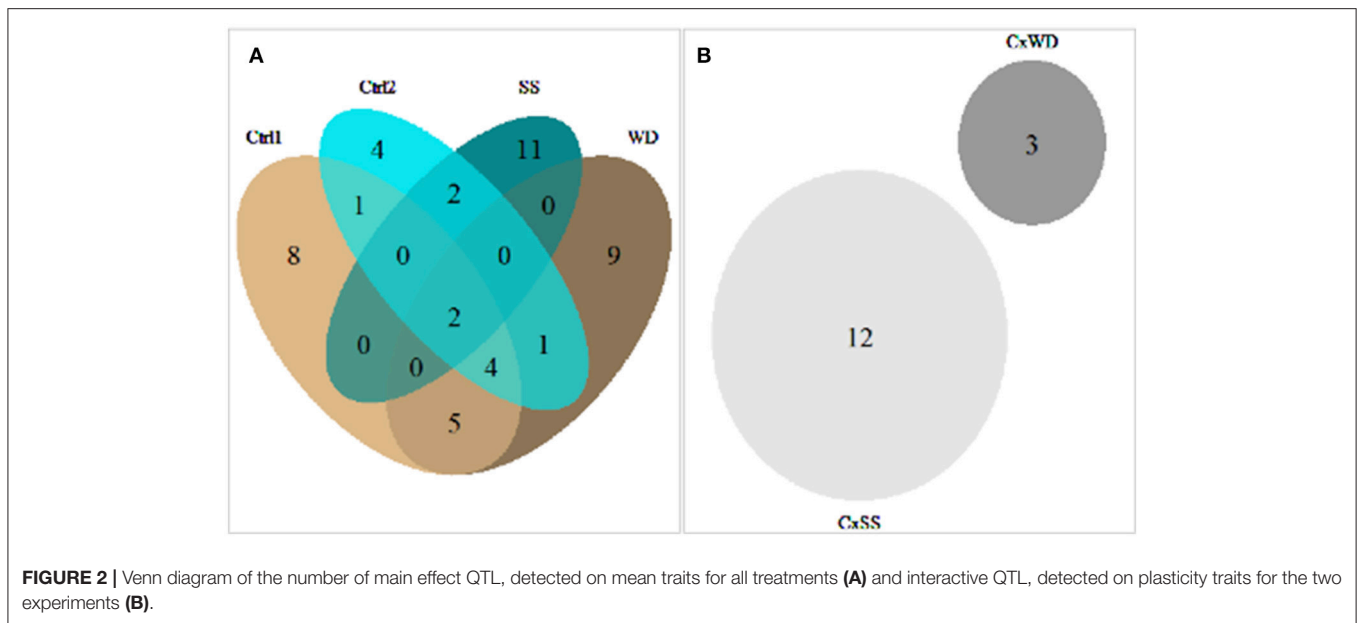 A
B
CxWD
Ctrl2
SS
Ctrl1
WD
4
11
2
1
0
3
8
0
0
9
2
0
0
4
1
5
12
CxSS
FIGURE 2 | Venn diagram of the number of main effect QTL, detected on mean traits for all treatments (A) and interactive QTL, detected on plasticity traits for the two
experiments (B).